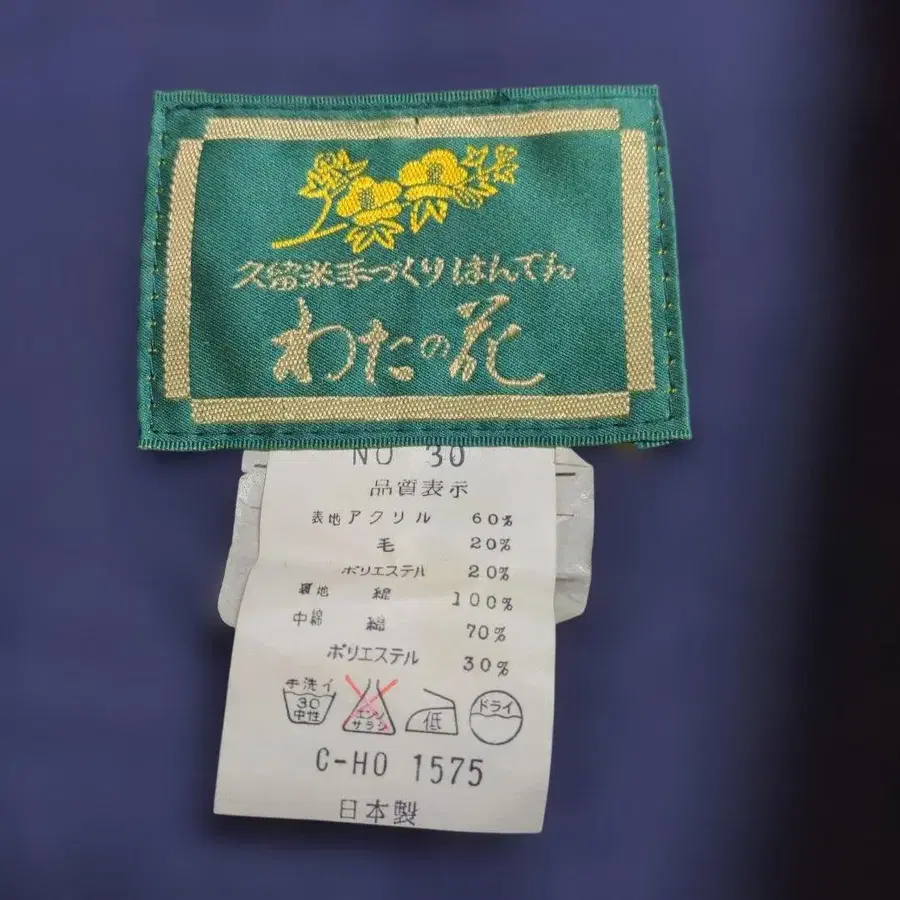 久留米手づくりはんてん
わたの花
NO 30
品質表示
表地 アクリル 60%
毛 20%
ポリエステル 20%
裏地 綿 100%
中綿 綿 70%
ポリエステル 30%
手洗イ 30 中性 エンソサラシ 低 ドライ
C-HO 1575
日本製